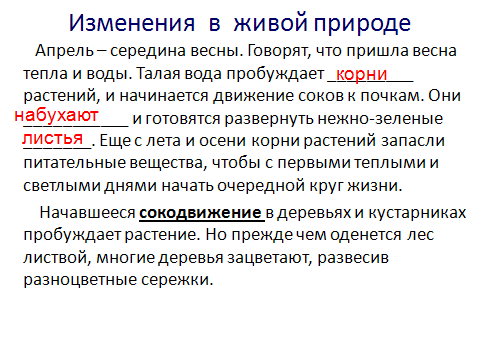 Изменения в живой природе
Апрель – середина весны. Говорят, что пришла весна
тепла и воды. Талая вода пробуждает корни
растений, и начинается движение соков к почкам. Они
набухают и готовятся развернуть нежно-зеленые
листья. Еще с лета и осени корни растений запасли
питательные вещества, чтобы с первыми теплыми и
светлыми днями начать очередной круг жизни.
Начавшееся сокодвижение в деревьях и кустарниках
пробуждает растение. Но прежде чем оденется лес
листвой, многие деревья зацветают, развесив
разноцветные сережки.